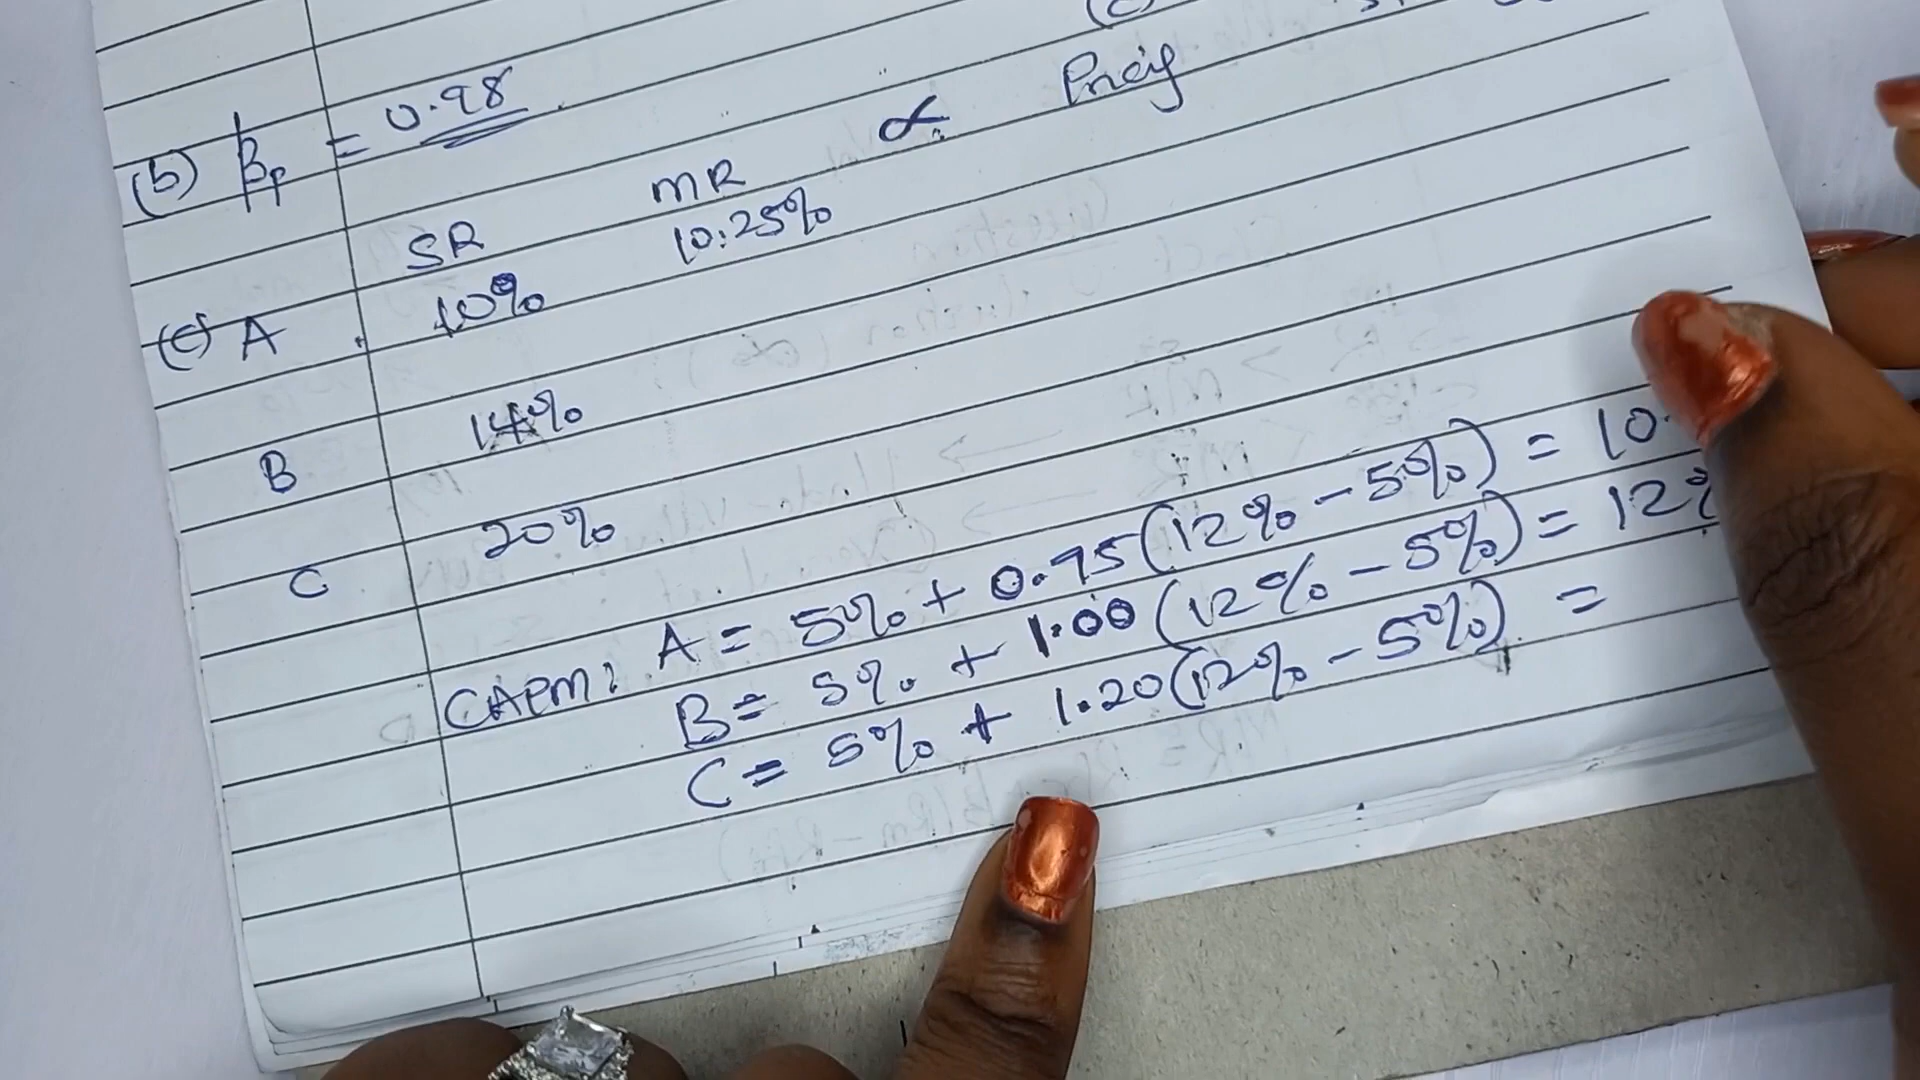 (b) βp = 0.98
SR MR ∝ Pricing
(c) A 10% 10.25%
B 14%
C 20%
CAPM: A = 5% + 0.75(12% - 5%) = 10.
B = 5% + 1.00(12% - 5%) = 12%
C = 5% + 1.20(12% - 5%) =